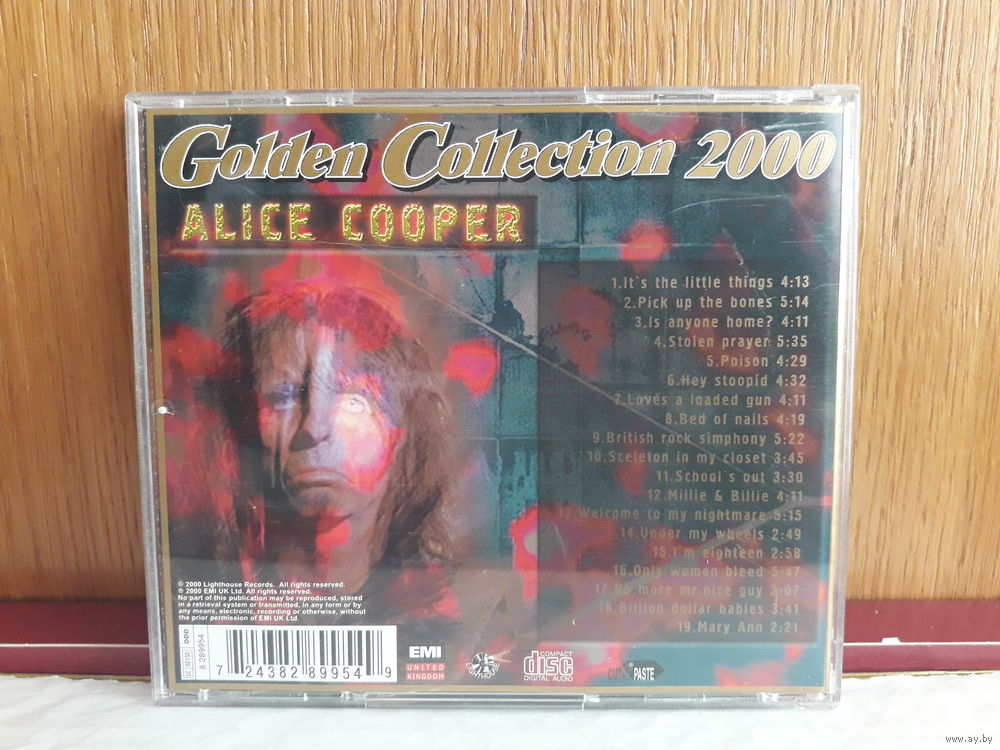 Golden Collection 2000
ALICE COOPER
1.It`s the little things 4:13
2.Pick up the bones 5:14
3.Is anyone home? 4:11
4.Stolen prayer 5:35
5.Poison 4:29
6.Hey stoopid 4:32
7.Loves a loaded gun 4:11
8.Bed of nails 4:19
9.British rock simphony 5:22
10.Sceleton in my closet 3:45
11.School`s out 3:30
12.Millie & Billie 4:11
13.Welcome to my nightmare 5:15
14.Under my wheels 2:49
15.I`m eighteen 2:58
16.Only women bleed 5:47
17.No more mr.nice guy 3:07
18.Billion dollar babies 3:41
19.Mary Ann 2:21
© 2000 Lighthouse Records. All rights reserved.
℗ 2000 EMI UK Ltd. All rights reserved.
No part of this publication may be reproduced, stored
in a retrieval system or transmitted, in any form or by
any means, electronic, recording or otherwise, without
the prior permission of EMI UK Ltd.
DDD
8 289954
7 24382 89954 9
EMI
UNITED
KINGDOM
LIGHTHOUSE
COMPACT
disc
DIGITAL AUDIO
CUT PASTE
www.ay.by